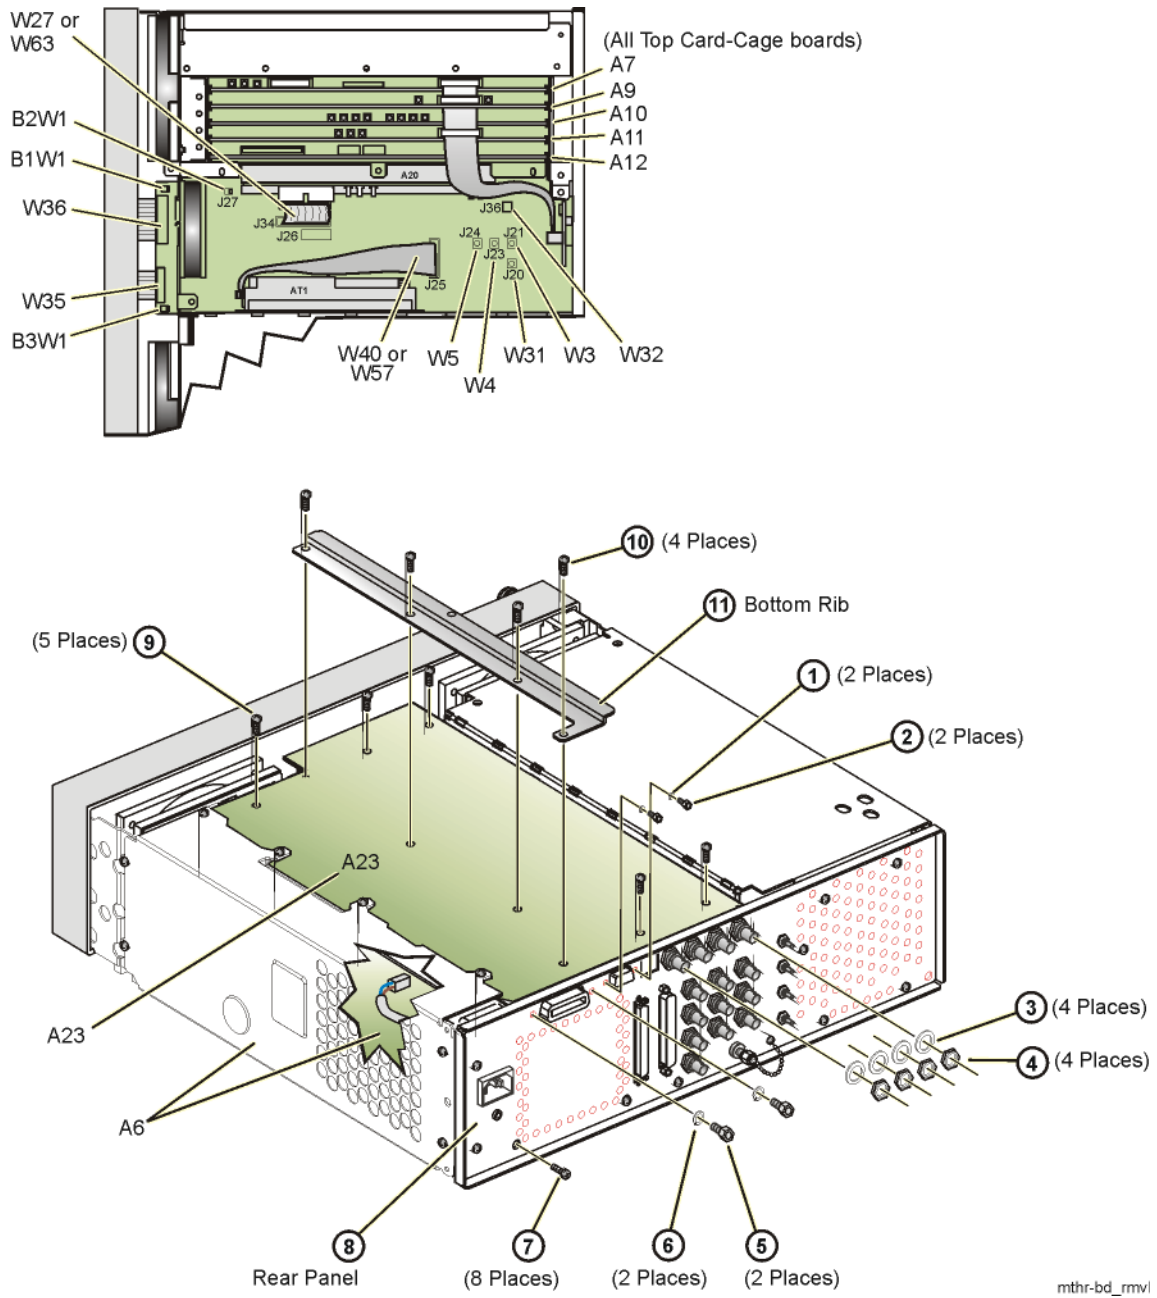 W27 or
W63
(All Top Card-Cage boards)
A7
A9
A10
A11
A12
B2W1
B1W1
W36
W35
B3W1
A20
J27
J34
J26
J36
J24
J21
J23
J20
J25
AT1
W40 or
W57
W5
W4
W31
W3
W32
10 (4 Places)
11 Bottom Rib
(5 Places) 9
1 (2 Places)
2 (2 Places)
A23
A23
A6
3 (4 Places)
4 (4 Places)
8
Rear Panel
7
(8 Places)
6
(2 Places)
5
(2 Places)
mthr-bd_rmvl